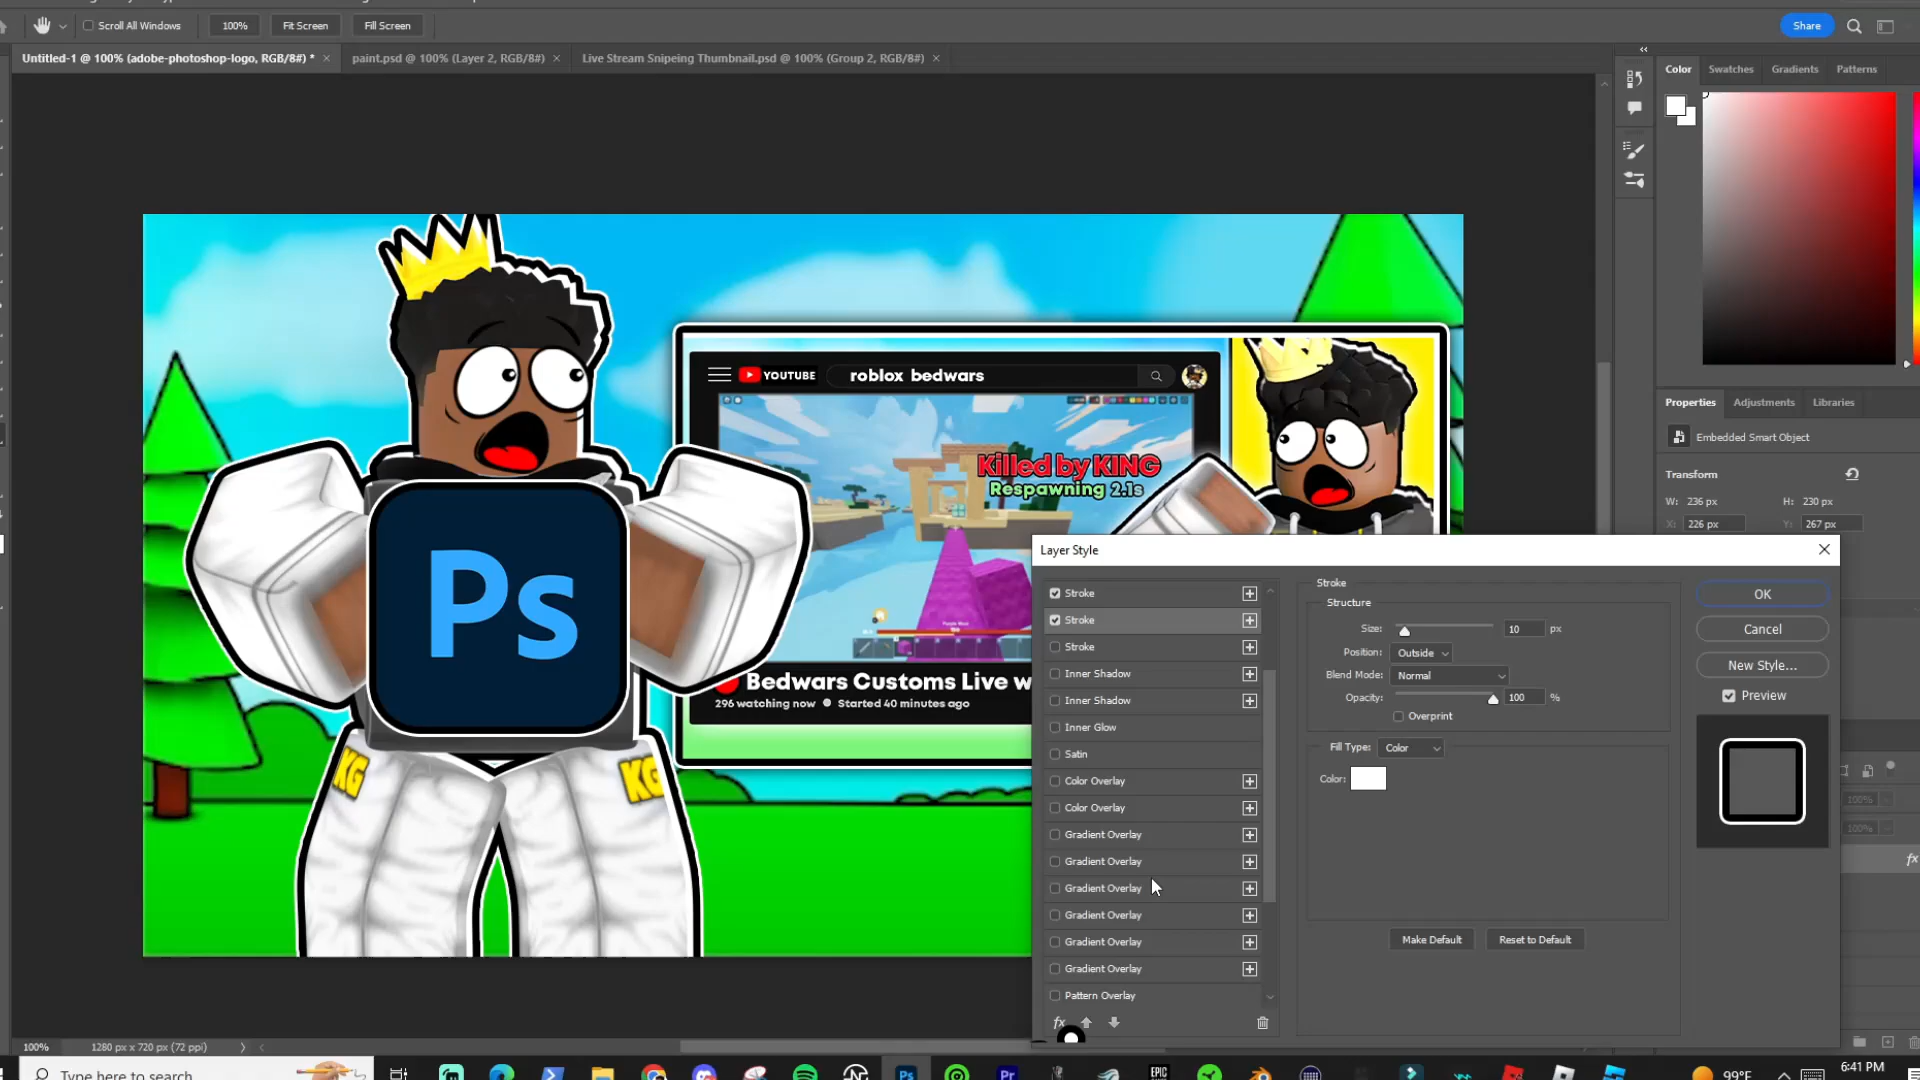 Scroll All Windows
100%
Fit Screen
Fill Screen
Share
Untitled-1 @ 100% (adobe-photoshop-logo, RGB/8#) *
paint.psd @ 100% (Layer 2, RGB/8#)
Live Stream Snipeing Thumbnail.psd @ 100% (Group 2, RGB/8#)
Color
Swatches
Gradients
Patterns
YOUTUBE
roblox bedwars
Killed by KING
Respawning 2.1s
Bedwars Customs Live w
296 watching now
Started 40 minutes ago
Ps
KG
KG
Properties
Adjustments
Libraries
Embedded Smart Object
Transform
W: 236 px
H: 230 px
X: 226 px
Y: 267 px
Layer Style
Stroke
Stroke
Stroke
Inner Shadow
Inner Shadow
Inner Glow
Satin
Color Overlay
Color Overlay
Gradient Overlay
Gradient Overlay
Gradient Overlay
Gradient Overlay
Gradient Overlay
Gradient Overlay
Pattern Overlay
fx
Stroke
Structure
Size: 10 px
Position: Outside
Blend Mode: Normal
Opacity: 100 %
Overprint
Fill Type: Color
Color:
Make Default
Reset to Default
OK
Cancel
New Style...
Preview
100%
100%
fx
100%
1280 px x 720 px (72 ppi)
Type here to search
Ps
Pr
EPIC
99°F
6:41 PM